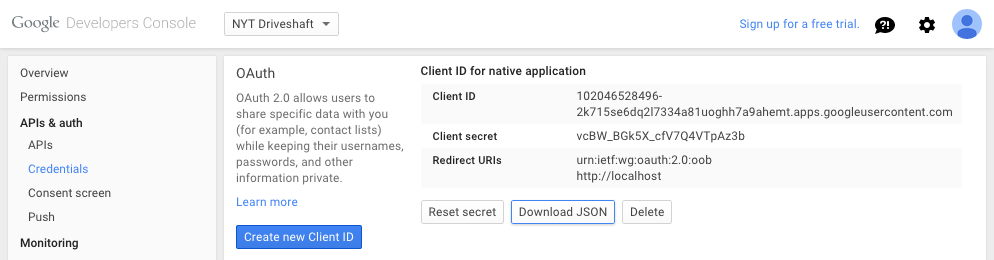 Google Developers Console
NYT Driveshaft
Sign up for a free trial.
?!
Overview
Permissions
APIs & auth
APIs
Credentials
Consent screen
Push
Monitoring
OAuth
OAuth 2.0 allows users to
share specific data with you
(for example, contact lists)
while keeping their usernames,
passwords, and other
information private.
Learn more
Create new Client ID
Client ID for native application
Client ID
102046528496-
2k715se6dq2l7334a81uoghh7a9ahemt.apps.googleusercontent.com
Client secret
vcBW_BGk5X_cfV7Q4VTpAz3b
Redirect URIs
urn:ietf:wg:oauth:2.0:oob
http://localhost
Reset secret
Download JSON
Delete